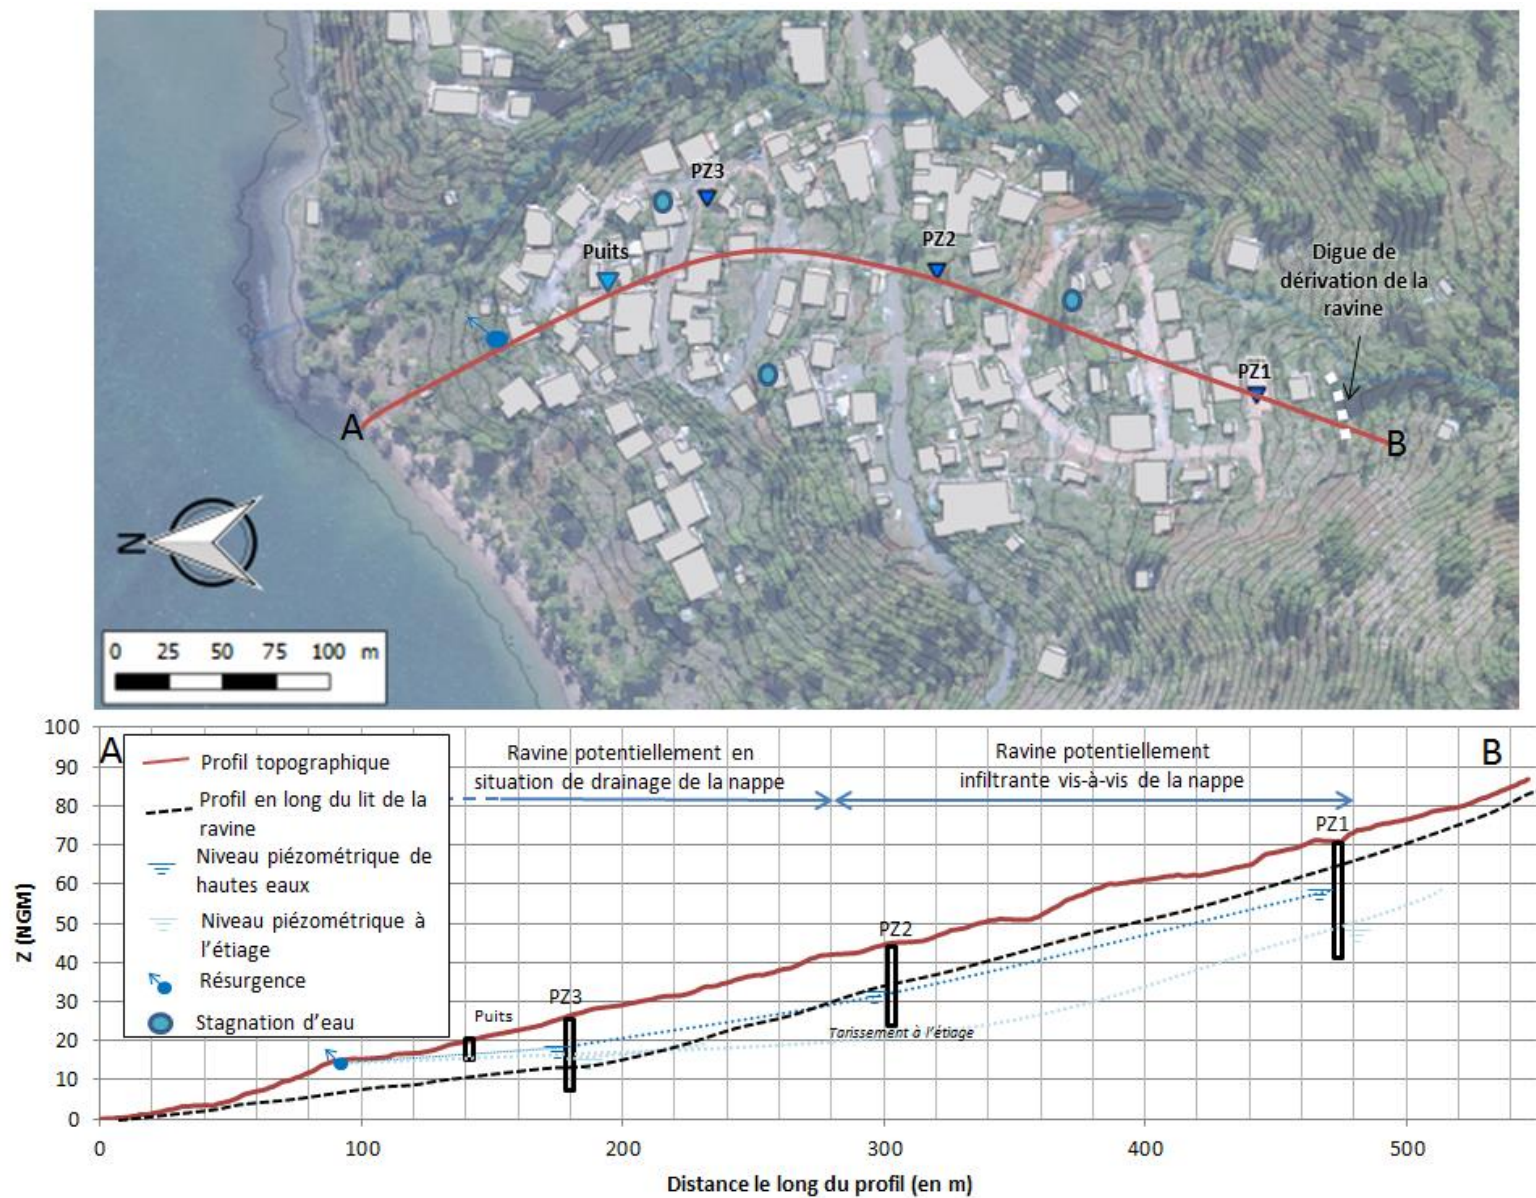 PZ3
Puits
PZ2
Digue de
dérivation de la
ravine
PZ1
A
B
N
0 25 50 75 100 m
100
90
80
70
60
50
40
30
20
10
0
Z (NGM)
A
Profil topographique
Profil en long du lit de la
ravine
Niveau piézométrique de
hautes eaux
Niveau piézométrique à
l'étiage
Résurgence
Stagnation d'eau
Ravine potentiellement en
situation de drainage de la nappe
Ravine potentiellement
infiltrante vis-à-vis de la nappe
B
PZ1
PZ2
PZ3
Puits
Tarissement à l'étiage
0 100 200 300 400 500
Distance le long du profil (en m)